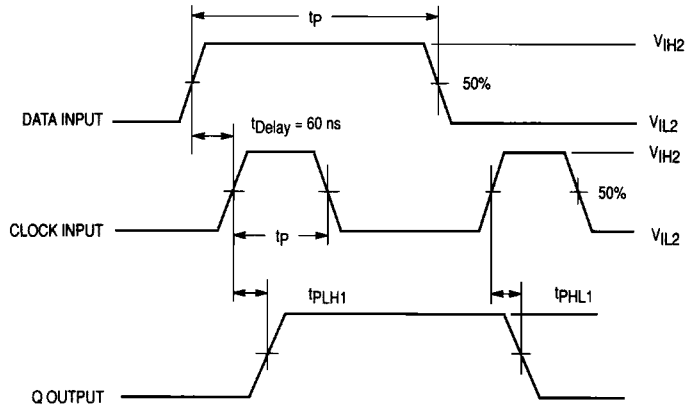 tP
VIH2
50%
DATA INPUT
tDelay = 60 ns
VIL2
VIH2
50%
CLOCK INPUT
tP
VIL2
tPLH1
tPHL1
Q OUTPUT